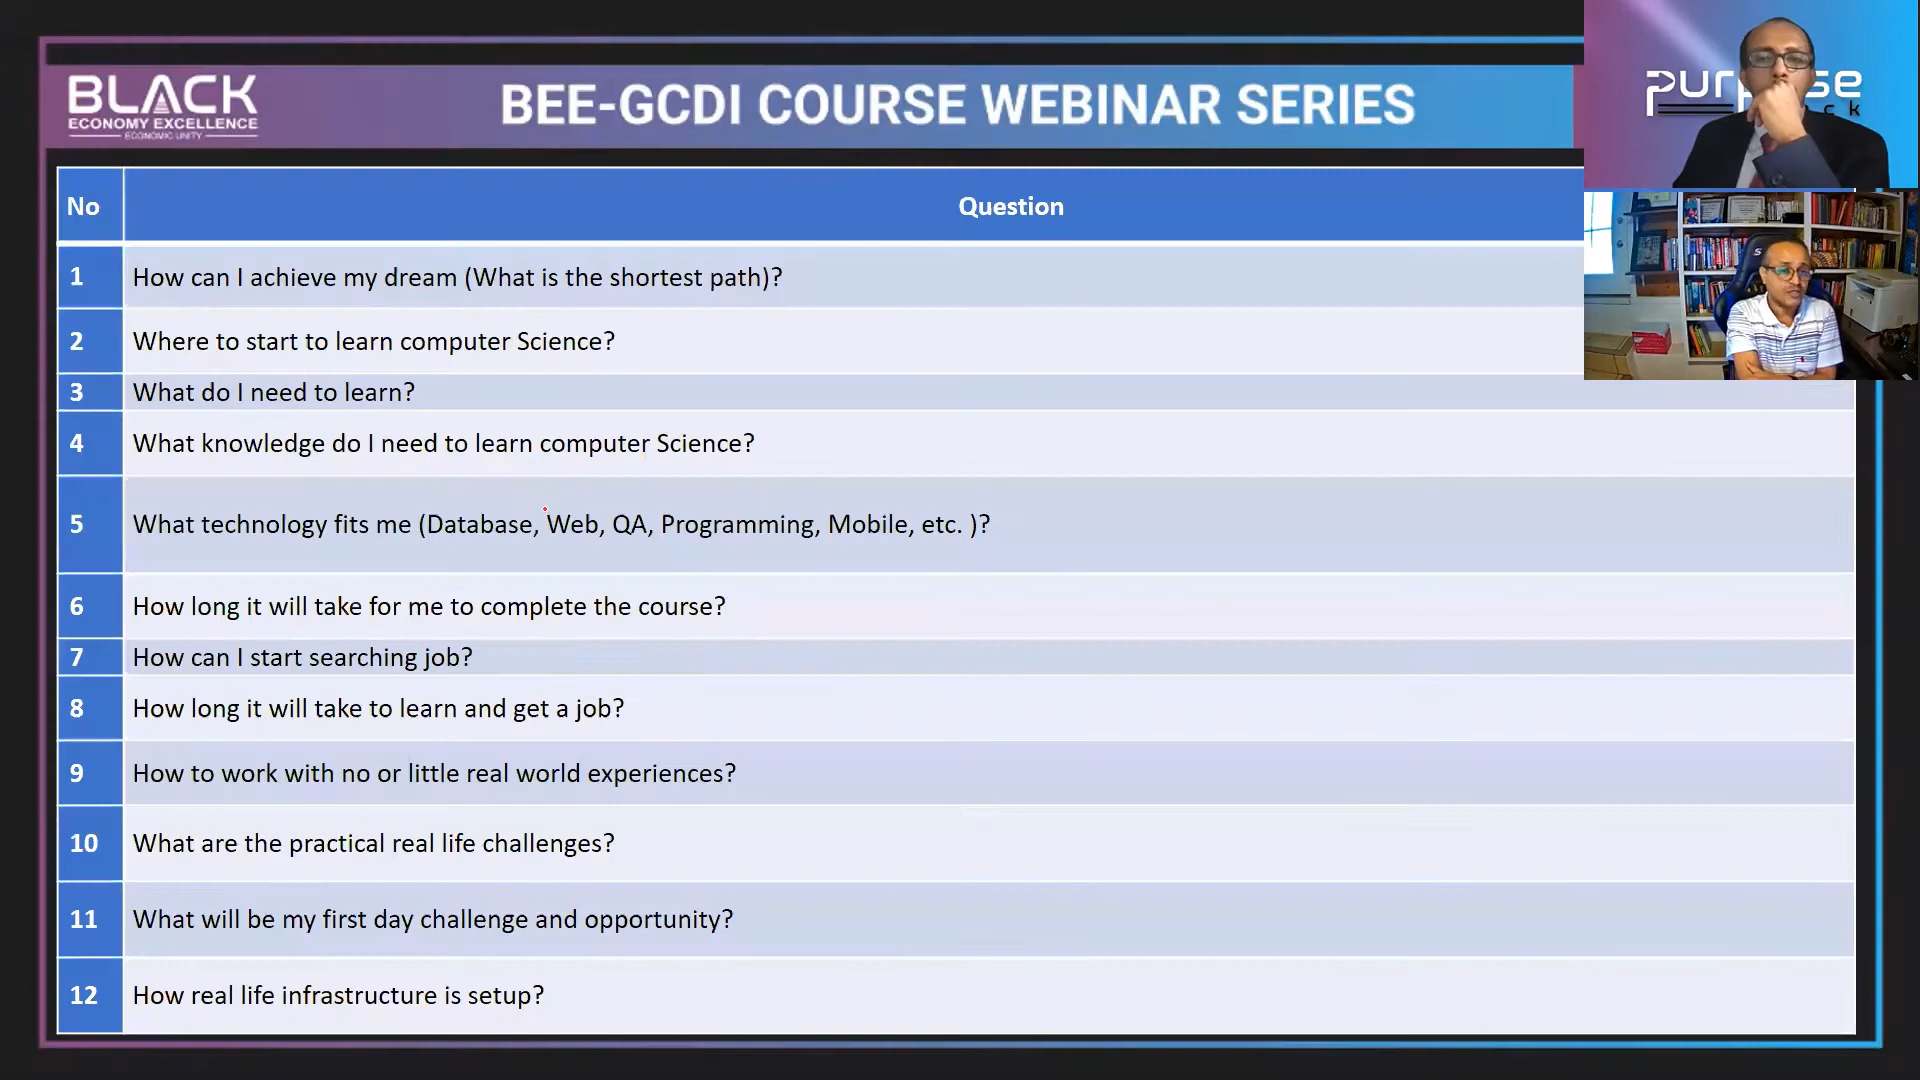 BLACK
ECONOMY EXCELLENCE
ECONOMIC UNITY
BEE-GCDI COURSE WEBINAR SERIES
No Question
1 How can I achieve my dream (What is the shortest path)?
2 Where to start to learn computer Science?
3 What do I need to learn?
4 What knowledge do I need to learn computer Science?
5 What technology fits me (Database, Web, QA, Programming, Mobile, etc. )?
6 How long it will take for me to complete the course?
7 How can I start searching job?
8 How long it will take to learn and get a job?
9 How to work with no or little real world experiences?
10 What are the practical real life challenges?
11 What will be my first day challenge and opportunity?
12 How real life infrastructure is setup?